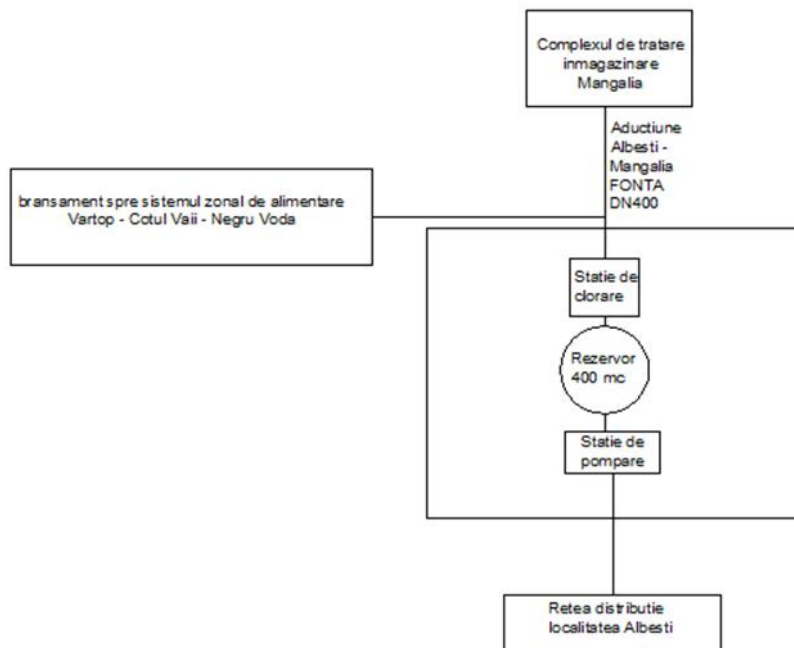 Complexul de tratare
inmagazinare
Mangalia
Aductiune
Albesti -
Mangalia
FONTA
DN400
bransament spre sistemul zonal de alimentare
Vartop - Cotul Vaii - Negru Voda
Statie de
clorare
Rezervor
400 mc
Statie de
pompare
Retea distributie
localitatea Albesti